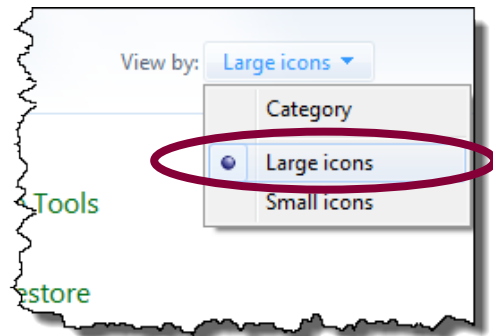 View by: Large icons
Category
Large icons
Small icons
Tools
estore